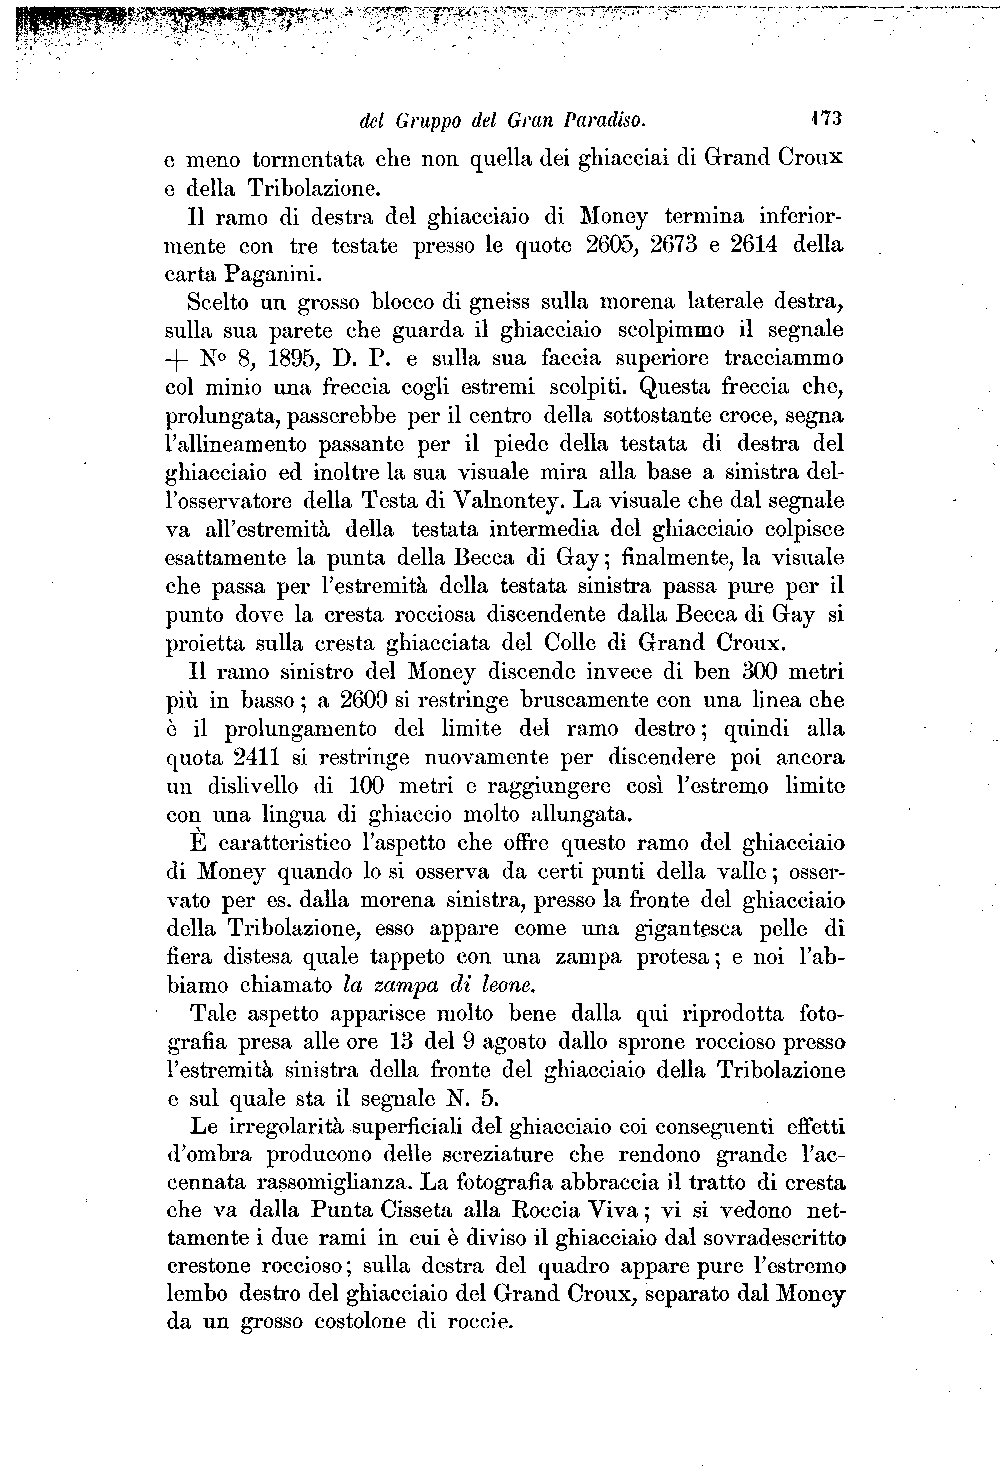 del Gruppo del Gran Paradiso. 173
e meno tormentata che non quella dei ghiacciai di Grand Croux
e della Tribolazione.
Il ramo di destra del ghiacciaio di Money termina inferior-
mente con tre testate presso le quote 2605, 2673 e 2614 della
carta Paganini.
Scelto un grosso blocco di gneiss sulla morena laterale destra,
sulla sua parete che guarda il ghiacciaio scolpimmo il segnale
+ Nº 8, 1895, D. P. e sulla sua faccia superiore tracciammo
col minio una freccia cogli estremi scolpiti. Questa freccia che,
prolungata, passerebbe per il centro della sottostante croce, segna
l'allineamento passante per il piede della testata di destra del
ghiacciaio ed inoltre la sua visuale mira alla base a sinistra del-
l'osservatore della Testa di Valnontey. La visuale che dal segnale
va all'estremità della testata intermedia del ghiacciaio colpisce
esattamente la punta della Becca di Gay; finalmente, la visuale
che passa per l'estremità della testata sinistra passa pure per il
punto dove la cresta rocciosa discendente dalla Becca di Gay si
proietta sulla cresta ghiacciata del Colle di Grand Croux.
Il ramo sinistro del Money discende invece di ben 300 metri
più in basso; a 2600 si restringe bruscamente con una linea che
è il prolungamento del limite del ramo destro; quindi alla
quota 2411 si restringe nuovamente per discendere poi ancora
un dislivello di 100 metri e raggiungere così l'estremo limite
con una lingua di ghiaccio molto allungata.
È caratteristico l'aspetto che offre questo ramo del ghiacciaio
di Money quando lo si osserva da certi punti della valle; osser-
vato per es. dalla morena sinistra, presso la fronte del ghiacciaio
della Tribolazione, esso appare come una gigantesca pelle di
fiera distesa quale tappeto con una zampa protesa; e noi l'ab-
biamo chiamato la zampa di leone.
Tale aspetto apparisce molto bene dalla qui riprodotta foto-
grafia presa alle ore 13 del 9 agosto dallo sprone roccioso presso
l'estremità sinistra della fronte del ghiacciaio della Tribolazione
e sul quale sta il segnale N. 5.
Le irregolarità superficiali del ghiacciaio coi conseguenti effetti
d'ombra producono delle screziature che rendono grande l'ac-
cennata rassomiglianza. La fotografia abbraccia il tratto di cresta
che va dalla Punta Cisseta alla Roccia Viva; vi si vedono net-
tamente i due rami in cui è diviso il ghiacciaio dal sovradescritto
crestone roccioso; sulla destra del quadro appare pure l'estremo
lembo destro del ghiacciaio del Grand Croux, separato dal Money
da un grosso costolone di roccie.